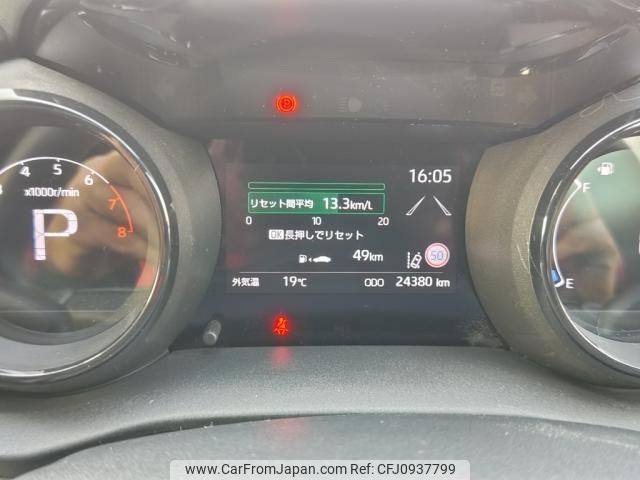 3 4 5 6 7 8
x1000r/min
P
16:05
リセット間平均 13.3km/L
0 10 20
OK長押しでリセット
49km
50
外気温 19℃ ODO 24380 km
F
E
www.CarFromJapan.com - CFJ0937799